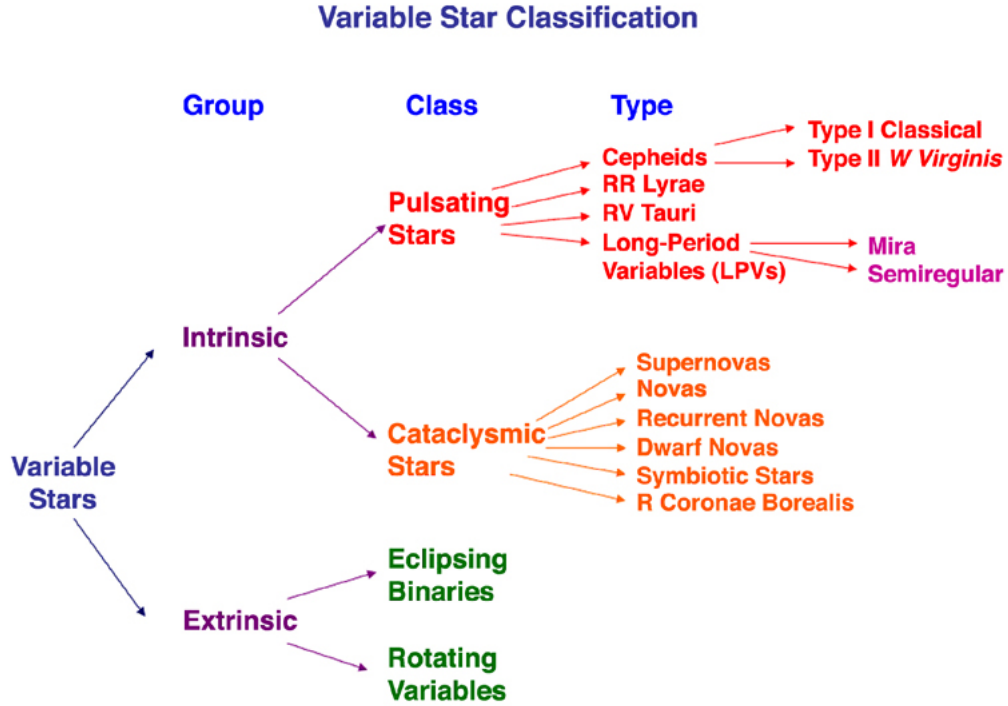 Variable Star Classification
Group
Class
Type
Type I Classical
Cepheids
Type II W Virginis
RR Lyrae
Pulsating
Stars
RV Tauri
Long-Period
Variables (LPVs)
Mira
Semiregular
Intrinsic
Supernovas
Novas
Recurrent Novas
Cataclysmic
Stars
Dwarf Novas
Symbiotic Stars
R Coronae Borealis
Variable
Stars
Eclipsing
Binaries
Extrinsic
Rotating
Variables